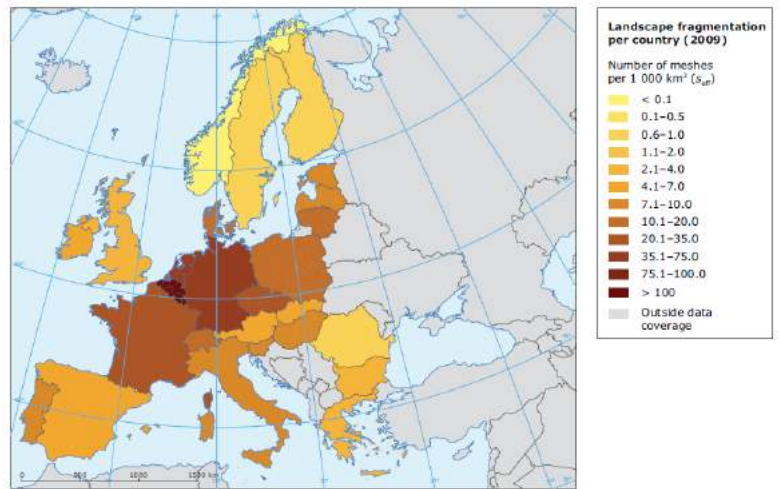 Landscape fragmentation
per country (2009)
Number of meshes
per 1 000 km² (seff)
< 0.1
0.1–0.5
0.6–1.0
1.1–2.0
2.1–4.0
4.1–7.0
7.1–10.0
10.1–20.0
20.1–35.0
35.1–75.0
75.1–100.0
> 100
Outside data
coverage
0 500 1000 1500 km